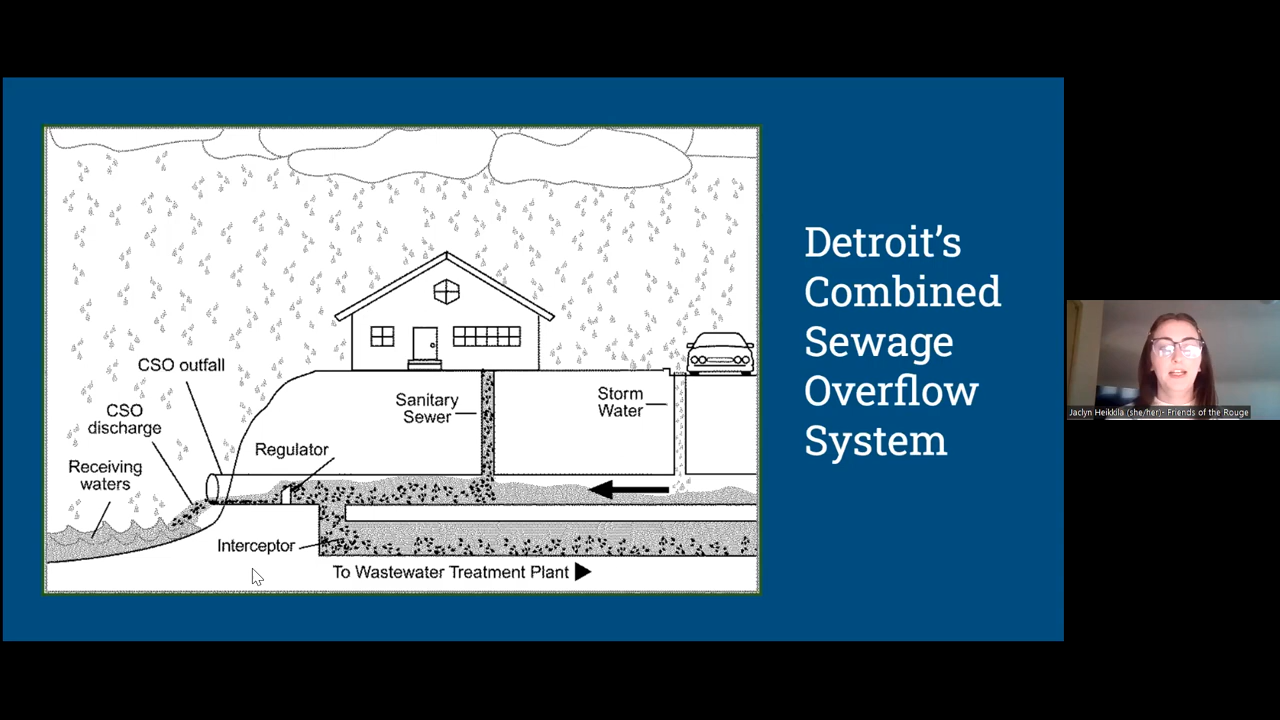 Detroit's
Combined
Sewage
Overflow
System
CSO outfall
CSO
discharge
Receiving
waters
Regulator
Sanitary
Sewer
Storm
Water
Interceptor
To Wastewater Treatment Plant
Jaclyn Heikkila (she/her)- Friends of the Rouge